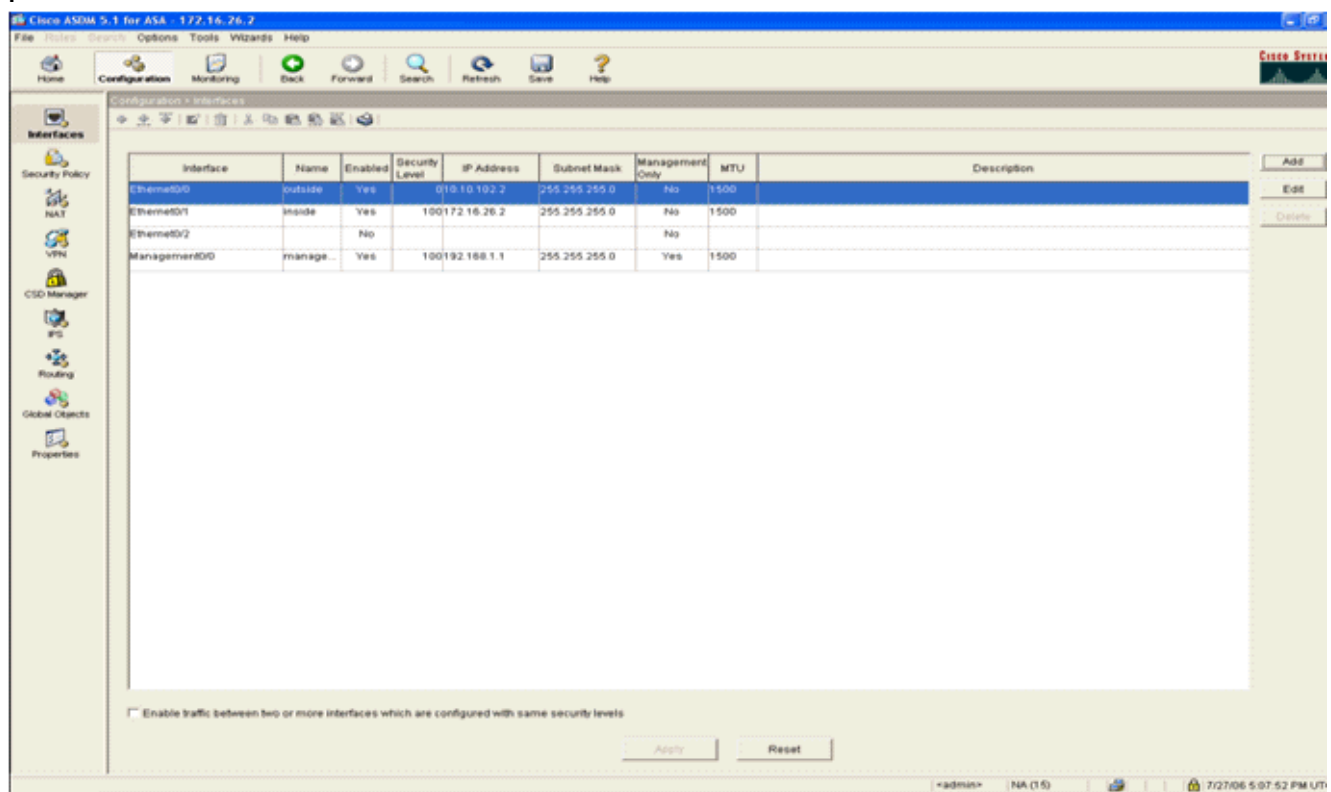 Cisco ASDM 5.1 for ASA - 172.16.26.2
File Rules Search Options Tools Wizards Help
Home Configuration Monitoring Back Forward Search Refresh Save Help
CISCO SYSTEMS
Configuration > Interfaces
Interfaces
Security Policy
NAT
VPN
CSD Manager
IPS
Routing
Global Objects
Properties
Interface Name Enabled Security Level IP Address Subnet Mask Management Only MTU Description
Ethernet0/0 outside Yes 0 10.10.102.2 255.255.255.0 No 1500
Ethernet0/1 inside Yes 100 172.16.26.2 255.255.255.0 No 1500
Ethernet0/2 No No
Management0/0 manage... Yes 100 192.168.1.1 255.255.255.0 Yes 1500
Add
Edit
Delete
Enable traffic between two or more interfaces which are configured with same security levels
Apply Reset
<admin> NA (15) 7/27/06 5:07:52 PM UT